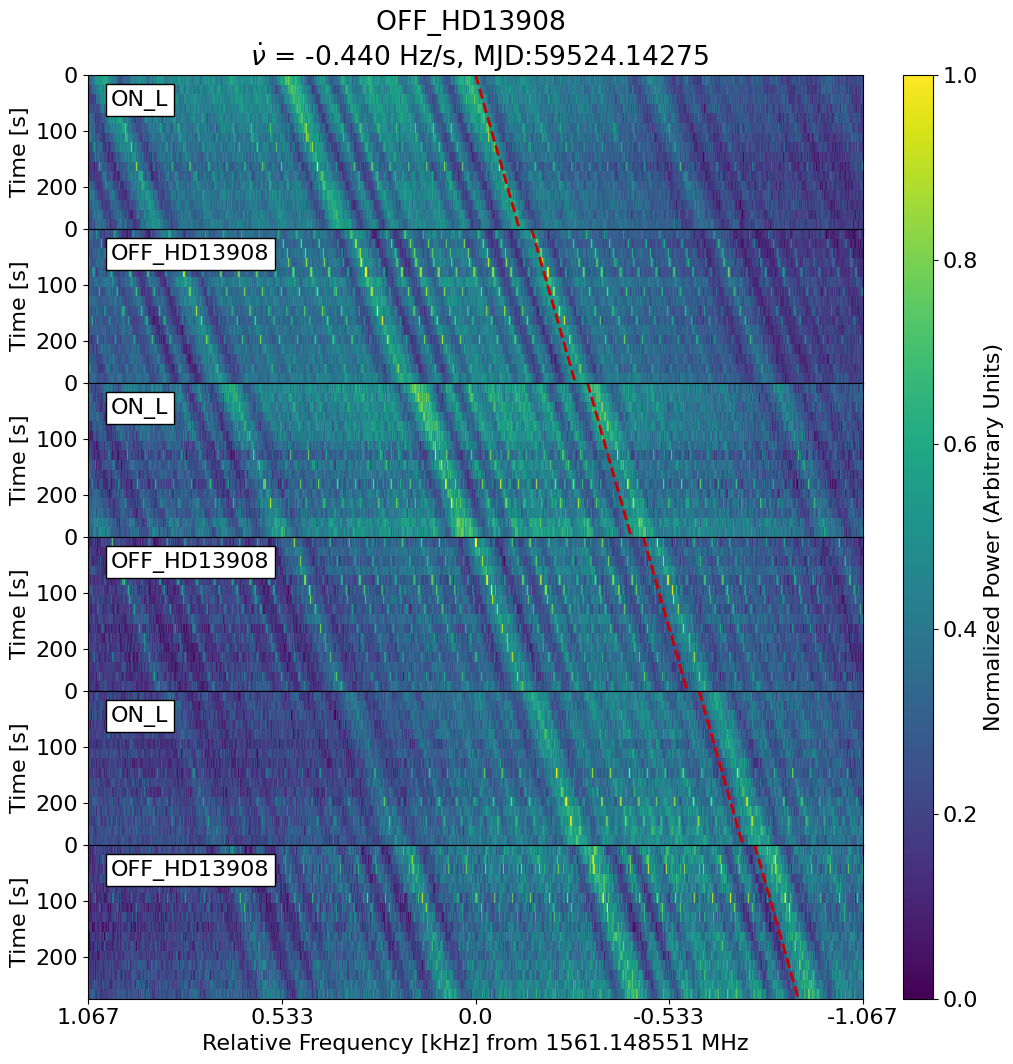 OFF_HD13908
ν̇ = -0.440 Hz/s, MJD:59524.14275
ON_L
OFF_HD13908
ON_L
OFF_HD13908
ON_L
OFF_HD13908
Time [s]
0
100
200
Time [s]
0
100
200
Time [s]
0
100
200
Time [s]
0
100
200
Time [s]
0
100
200
Time [s]
0
100
200
1.067 0.533 0.0 -0.533 -1.067
Relative Frequency [kHz] from 1561.148551 MHz
1.0
0.8
0.6
0.4
0.2
0.0
Normalized Power (Arbitrary Units)